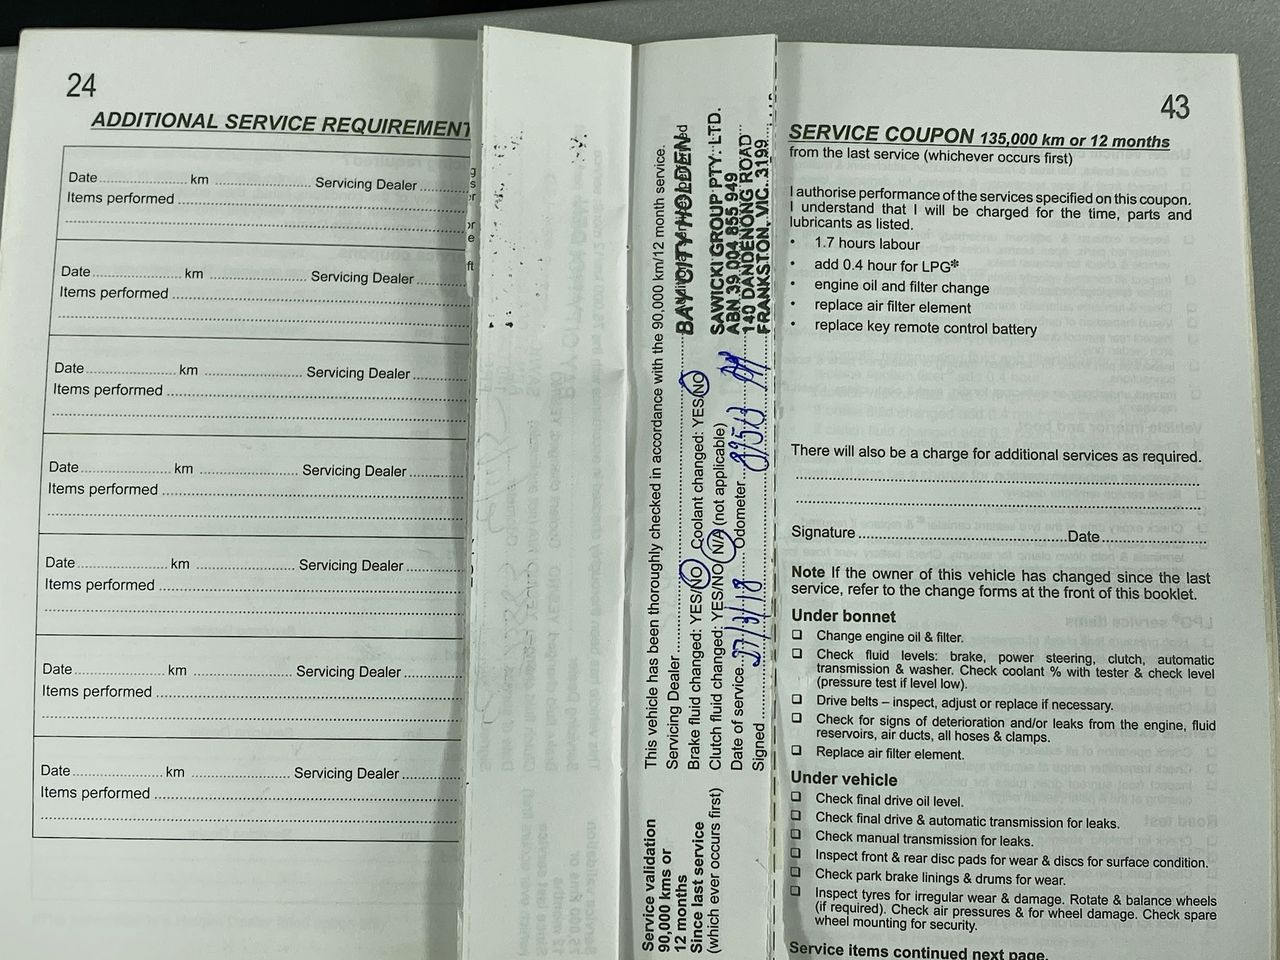 24
ADDITIONAL SERVICE REQUIREMENT
Date.................km .................... Servicing Dealer...........
Items performed ...........................
Date.................km .................... Servicing Dealer...........
Items performed ...........................
Date.................km .................... Servicing Dealer...........
Items performed ...........................
Date.................km .................... Servicing Dealer...........
Items performed ...........................
Date.................km .................... Servicing Dealer...........
Items performed ...........................
Date.................km .................... Servicing Dealer...........
Items performed ...........................
Date.................km .................... Servicing Dealer...........
Items performed ...........................
Service validation
90,000 kms or
12 months
Since last service
(which ever occurs first)
This vehicle has been thoroughly checked in accordance with the 90,000 km/12 month service.
Servicing Dealer
BAY CITY HOLDEN
Brake fluid changed: YES/NO Coolant changed: YES/NO
SAWICKI GROUP PTY. LTD.
ABN 39 004 855 949
Clutch fluid changed: YES/NO N/A (not applicable)
140 DANDENONG ROAD
FRANKSTON, VIC. 3199
Date of service 27/3/18 Odometer 89513
Signed
43
SERVICE COUPON 135,000 km or 12 months
from the last service (whichever occurs first)
I authorise performance of the services specified on this coupon.
I understand that I will be charged for the time, parts and
lubricants as listed.
• 1.7 hours labour
• add 0.4 hour for LPG*
• engine oil and filter change
• replace air filter element
• replace key remote control battery
There will also be a charge for additional services as required.
Signature..........................................Date.....................
Note If the owner of this vehicle has changed since the last
service, refer to the change forms at the front of this booklet.
Under bonnet
❑ Change engine oil & filter.
❑ Check fluid levels: brake, power steering, clutch, automatic
transmission & washer. Check coolant % with tester & check level
(pressure test if level low).
❑ Drive belts – inspect, adjust or replace if necessary.
❑ Check for signs of deterioration and/or leaks from the engine, fluid
reservoirs, air ducts, all hoses & clamps.
❑ Replace air filter element.
Under vehicle
❑ Check final drive oil level.
❑ Check final drive & automatic transmission for leaks.
❑ Check manual transmission for leaks.
❑ Inspect front & rear disc pads for wear & discs for surface condition.
❑ Check park brake linings & drums for wear.
❑ Inspect tyres for irregular wear & damage. Rotate & balance wheels
(if required). Check air pressures & for wheel damage. Check spare
wheel mounting for security.
Service items continued next page.